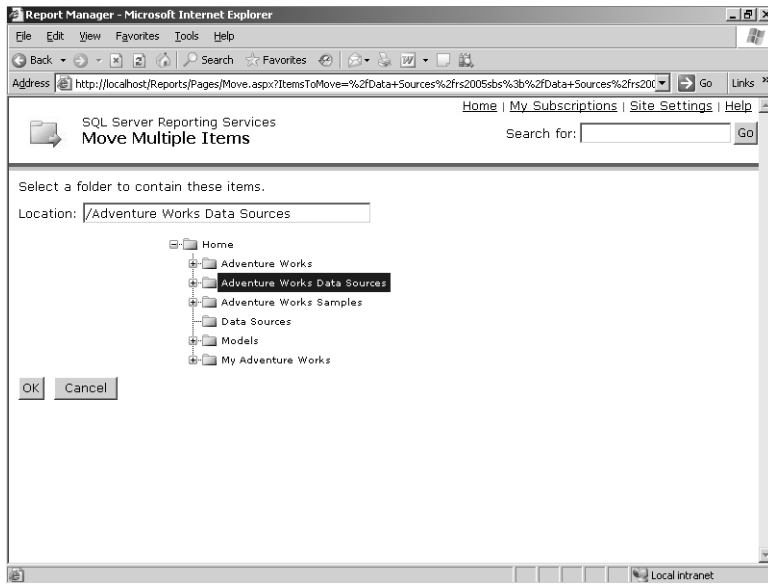 Report Manager - Microsoft Internet Explorer
File Edit View Favorites Tools Help
Back Search Favorites
Address http://localhost/Reports/Pages/Move.aspx?ItemsToMove=%2fData+Sources%2frs2005sbs%3b%2fData+Sources%2frs200 Go Links »
Home | My Subscriptions | Site Settings | Help
SQL Server Reporting Services
Move Multiple Items
Search for: Go
Select a folder to contain these items.
Location: /Adventure Works Data Sources
Home
Adventure Works
Adventure Works Data Sources
Adventure Works Samples
Data Sources
Models
My Adventure Works
OK Cancel
Local intranet